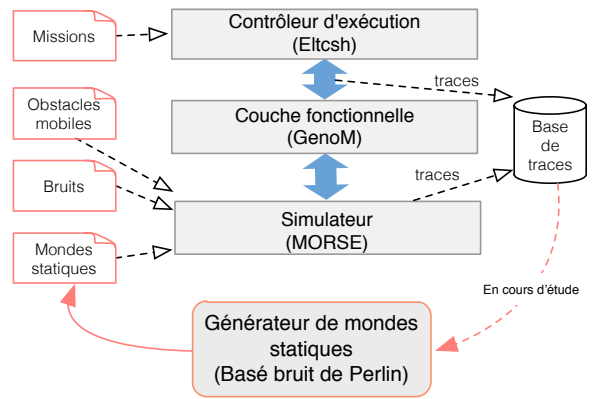 Contrôleur d'exécution
(Eltcsh)
Missions
traces
Obstacles
mobiles
Couche fonctionnelle
(GenoM)
Base
de
traces
traces
Bruits
Simulateur
(MORSE)
Mondes
statiques
En cours d'étude
Générateur de mondes
statiques
(Basé bruit de Perlin)